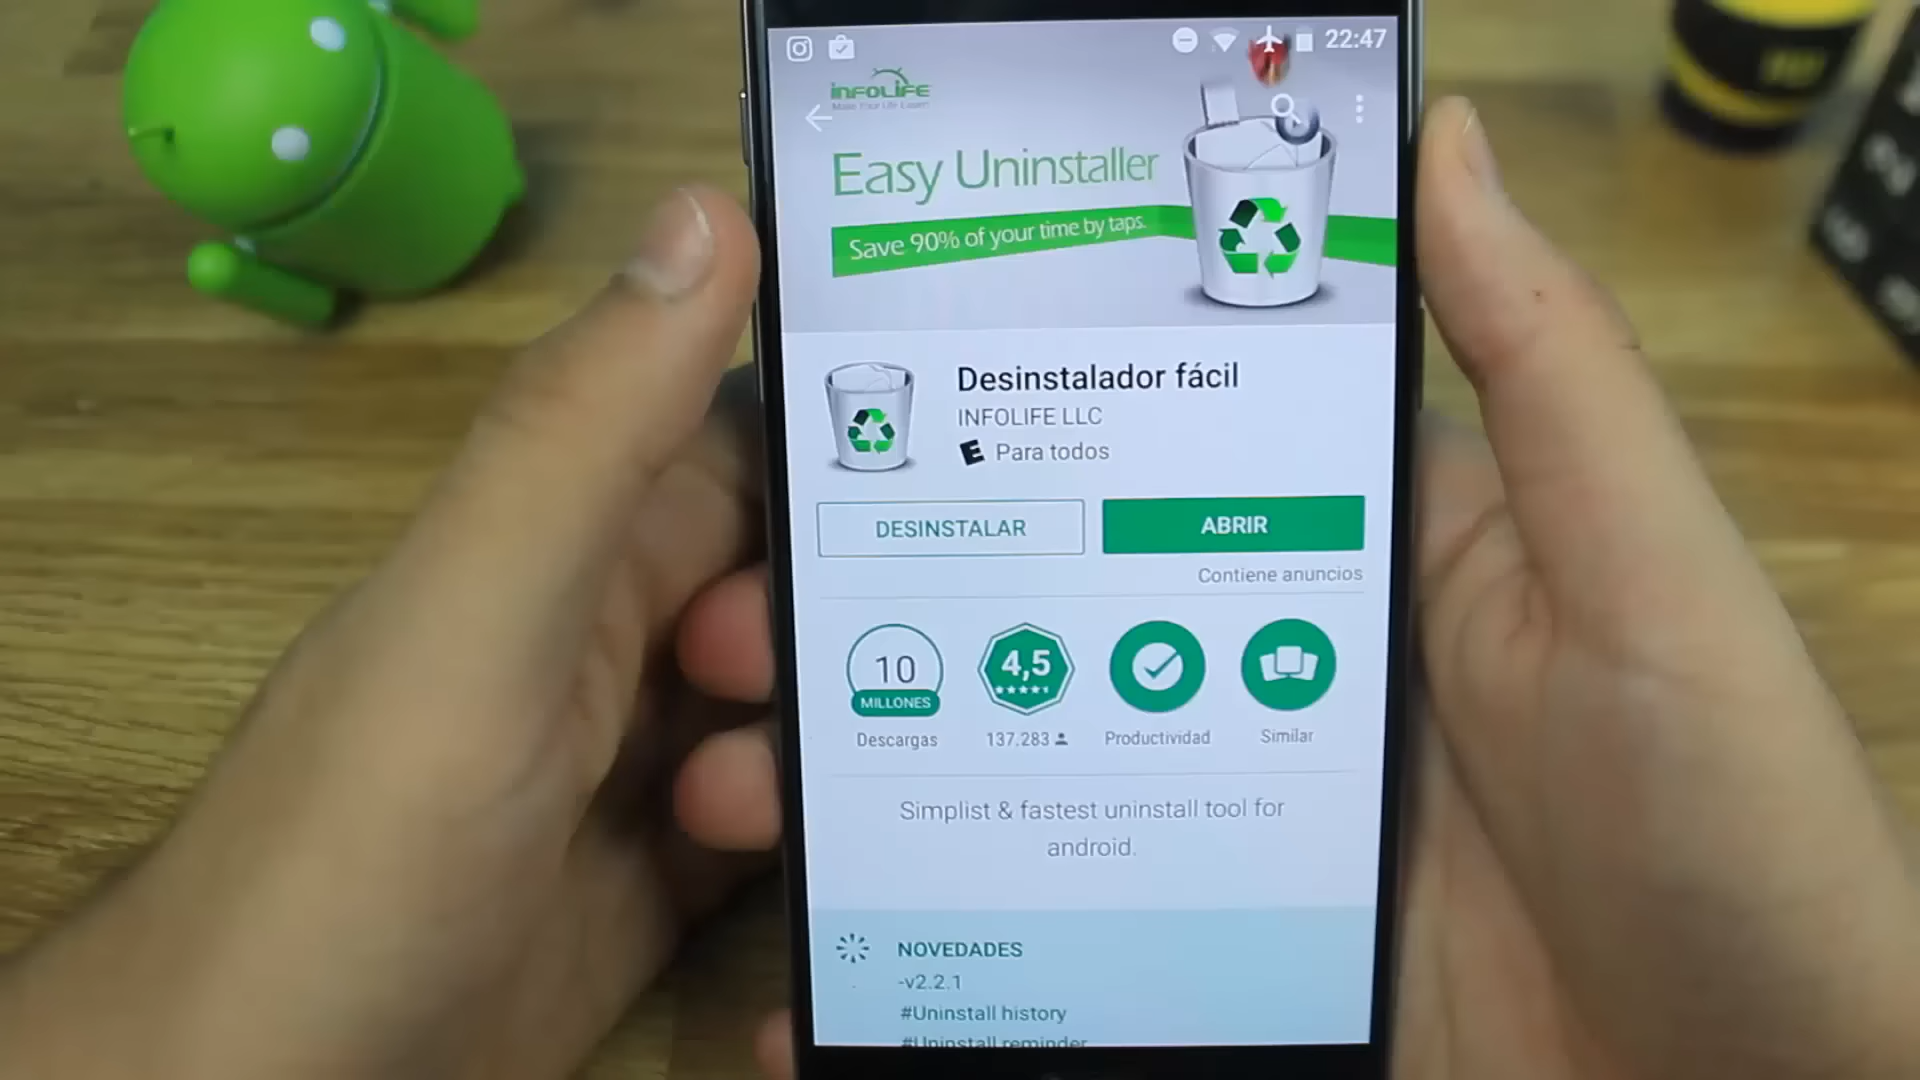 22:47
INFOLIFE
Make Your Life Easier!
Easy Uninstaller
Save 90% of your time by taps.
Desinstalador fácil
INFOLIFE LLC
E Para todos
DESINSTALAR
ABRIR
Contiene anuncios
10
MILLONES
Descargas
4,5
137.283
Productividad
Similar
Simplist & fastest uninstall tool for
android.
NOVEDADES
-v2.2.1
#Uninstall history
#Uninstall reminder